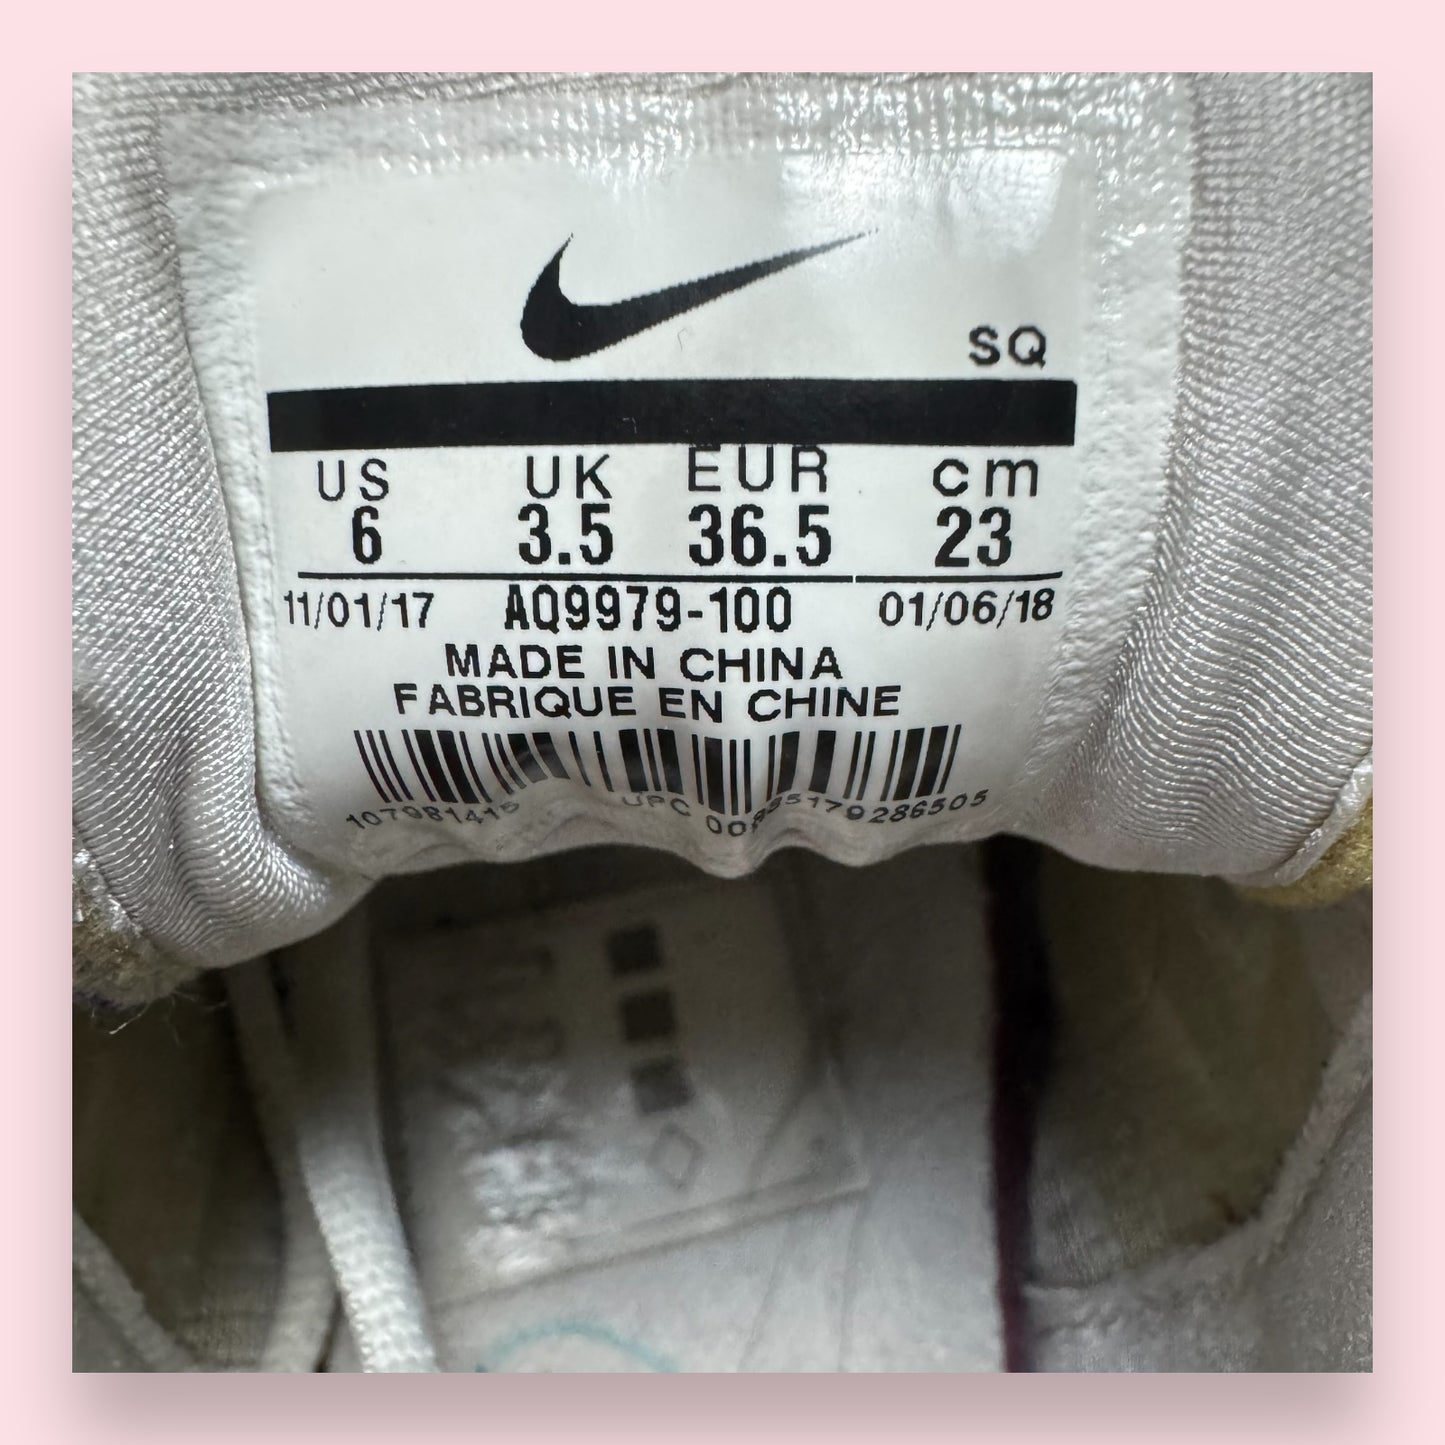 SQ
US UK EUR cm
6 3.5 36.5 23
11/01/17 AQ9979-100 01/06/18
MADE IN CHINA
FABRIQUE EN CHINE
UPC